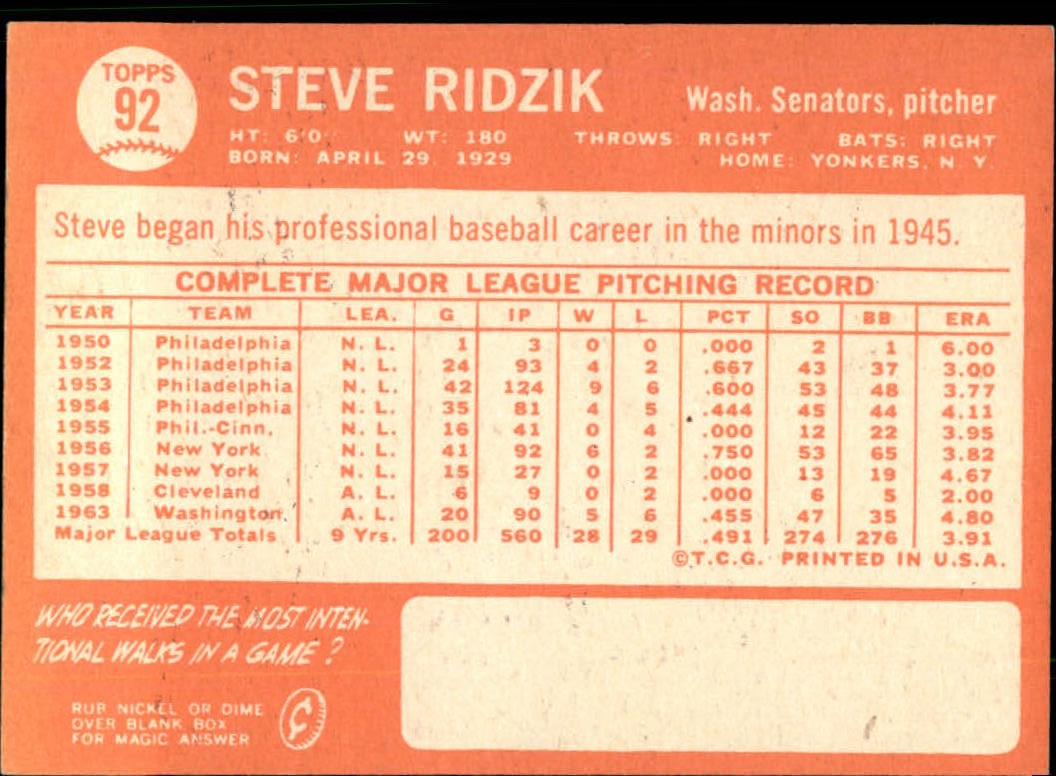 TOPPS
92
STEVE RIDZIK
Wash. Senators, pitcher
HT: 6'0" WT: 180 THROWS: RIGHT BATS: RIGHT
BORN: APRIL 29, 1929 HOME: YONKERS, N. Y.
Steve began his professional baseball career in the minors in 1945.
COMPLETE MAJOR LEAGUE PITCHING RECORD
YEAR TEAM LEA. G IP W L PCT SO BB ERA
1950 Philadelphia N. L. 1 3 0 0 .000 2 1 6.00
1952 Philadelphia N. L. 24 93 4 2 .667 43 37 3.00
1953 Philadelphia N. L. 42 124 9 6 .600 53 48 3.77
1954 Philadelphia N. L. 35 81 4 5 .444 45 44 4.11
1955 Phil.-Cinn. N. L. 16 41 0 4 .000 12 22 3.95
1956 New York N. L. 41 92 6 2 .750 53 65 3.82
1957 New York N. L. 15 27 0 2 .000 13 19 4.67
1958 Cleveland A. L. 6 9 0 2 .000 6 5 2.00
1963 Washington A. L. 20 90 5 6 .455 47 35 4.80
Major League Totals 9 Yrs. 200 560 28 29 .491 274 276 3.91
©T.C.G. PRINTED IN U.S.A.
WHO RECEIVED THE MOST INTEN-
TIONAL WALKS IN A GAME?
RUB NICKEL OR DIME
OVER BLANK BOX
FOR MAGIC ANSWER
¢